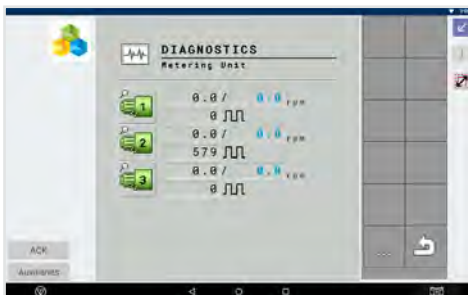 DIAGNOSTICS
Metering Unit
1
0.0/ 0.0 rpm
0
2
0.0/ 0.0 rpm
579
3
0.0/ 0.0 rpm
0
...
ACK
Auxiliaries